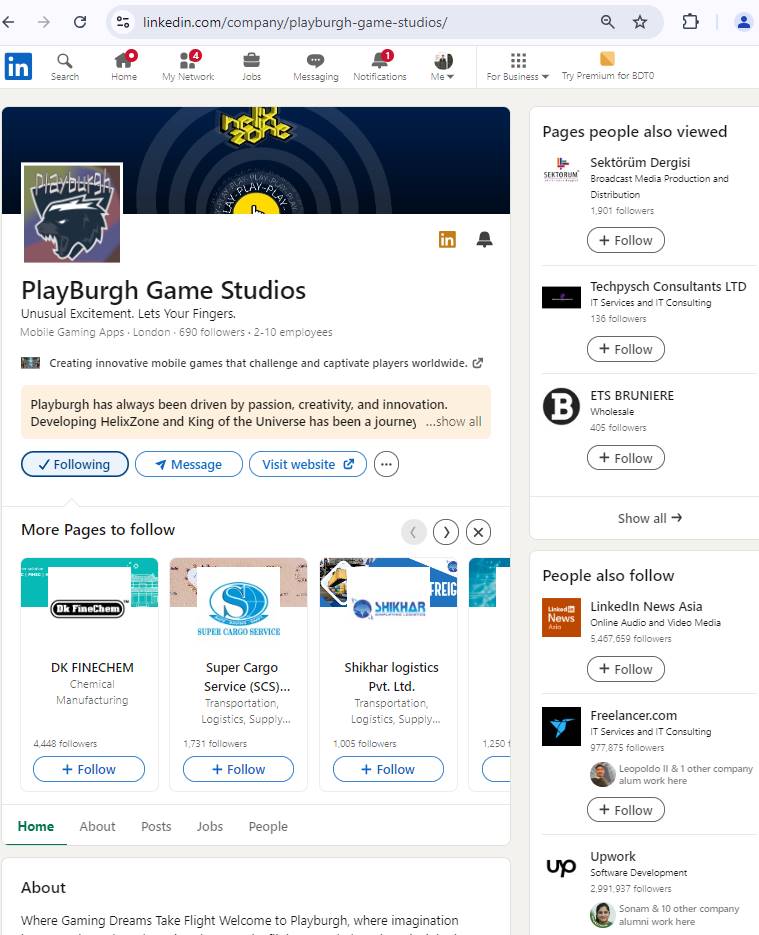 linkedin.com/company/playburgh-game-studios/
in
Search
Home
4
My Network
Jobs
Messaging
1
Notifications
Me
For Business
Try Premium for BDT0
helix
zone
PLAY-PLAY-PLAY-
playburgh
in
PlayBurgh Game Studios
Unusual Excitement. Lets Your Fingers.
Mobile Gaming Apps · London · 690 followers · 2-10 employees
Creating innovative mobile games that challenge and captivate players worldwide.
Playburgh has always been driven by passion, creativity, and innovation.
Developing HelixZone and King of the Universe has been a journey ...show all
Following
Message
Visit website
More Pages to follow
Dk FineChem
DK FINECHEM
Chemical
Manufacturing
4,448 followers
+ Follow
S
SUPER CARGO SERVICE
Super Cargo
Service (SCS)...
Transportation,
Logistics, Supply...
1,731 followers
+ Follow
FREIG
SHIKHAR
Shikhar logistics
Pvt. Ltd.
Transportation,
Logistics, Supply...
1,005 followers
+ Follow
1,250 f
Home
About
Posts
Jobs
People
About
Where Gaming Dreams Take Flight Welcome to Playburgh, where imagination
Pages people also viewed
SEKTÖRÜM
Sektörüm Dergisi
Broadcast Media Production and
Distribution
1,901 followers
+ Follow
Techpysch Consultants LTD
IT Services and IT Consulting
136 followers
+ Follow
B
ETS BRUNIERE
Wholesale
405 followers
+ Follow
Show all
People also follow
Linked in
News
Asia
LinkedIn News Asia
Online Audio and Video Media
5,467,659 followers
+ Follow
Freelancer.com
IT Services and IT Consulting
977,875 followers
Leopoldo II & 1 other company
alum work here
+ Follow
up
Upwork
Software Development
2,991,937 followers
Sonam & 10 other company
alumni work here